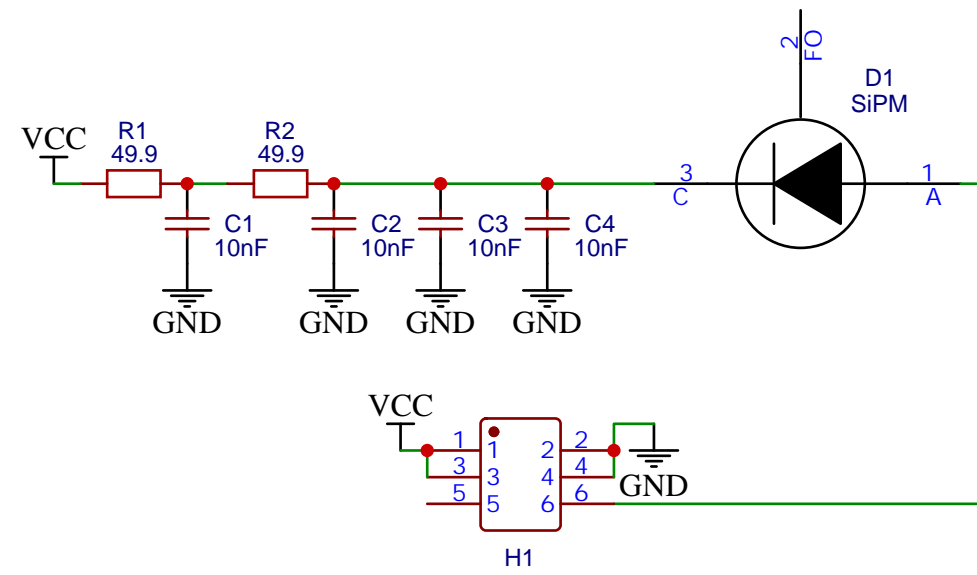 2
FO
D1
SiPM
VCC
R1
49.9
R2
49.9
3
C
1
A
C1
10nF
C2
10nF
C3
10nF
C4
10nF
GND
GND
GND
GND
VCC
1 1 2 2
3 3 4 4
5 5 6 6
GND
H1